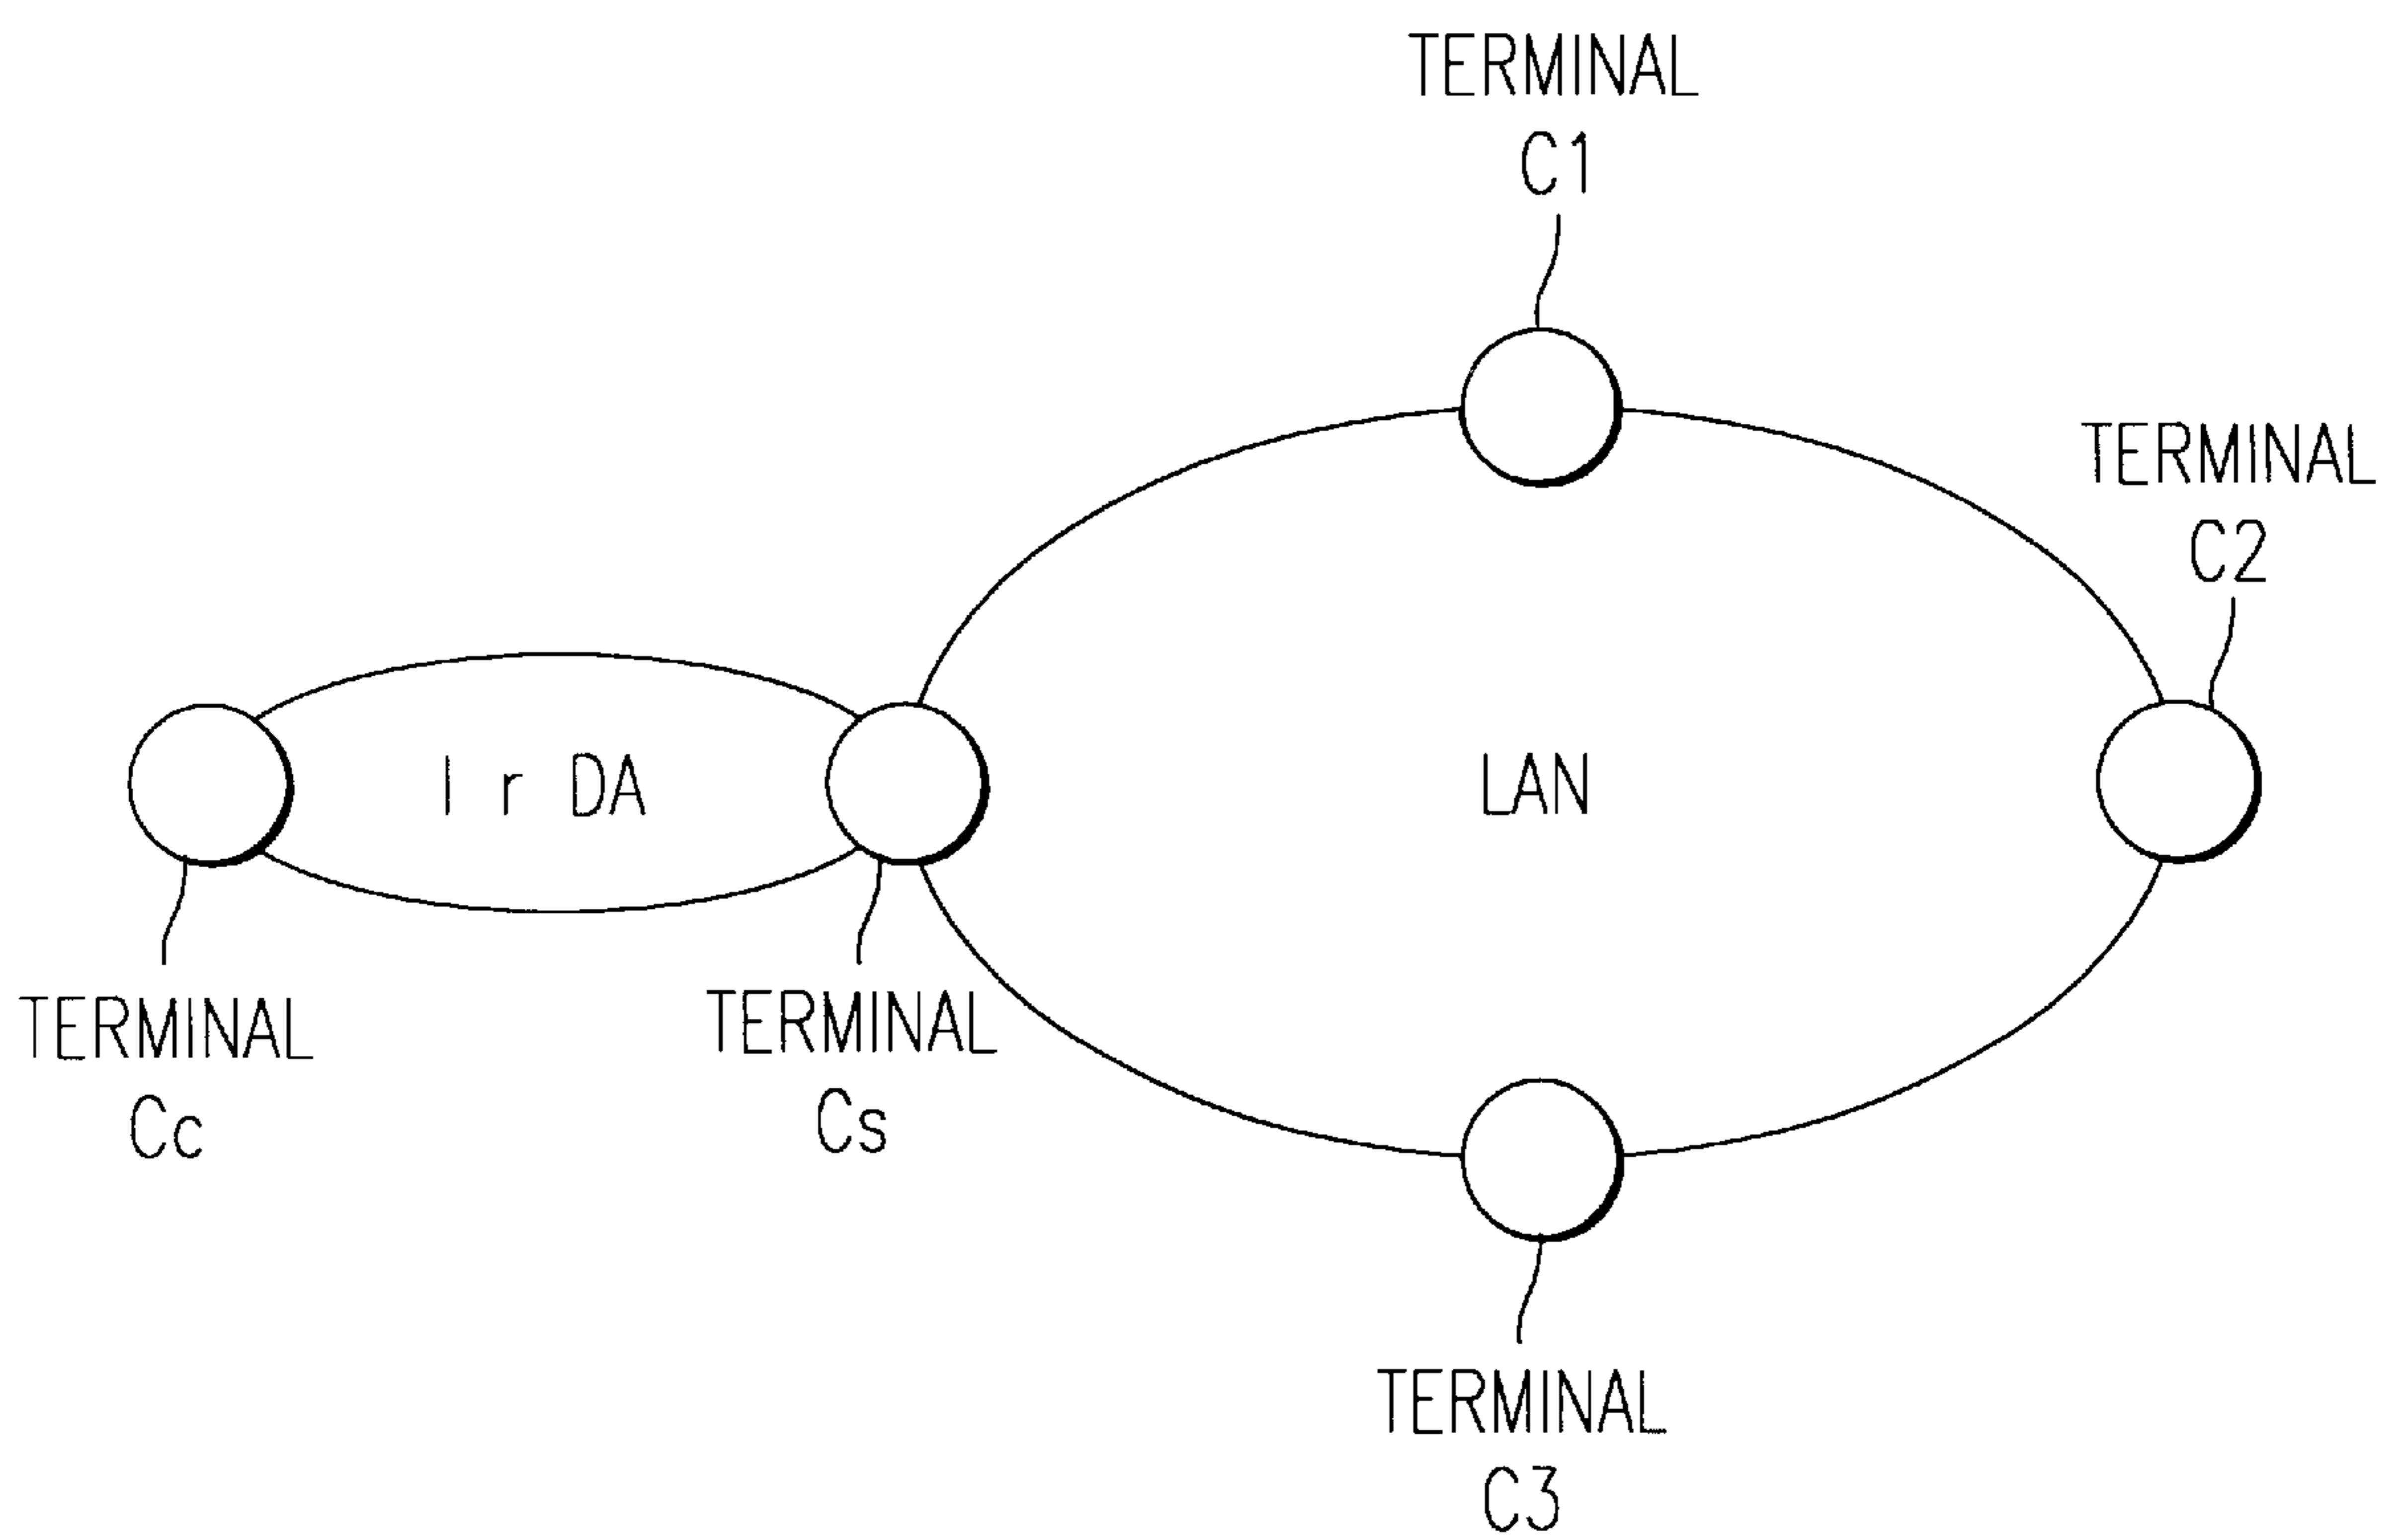 TERMINAL
C1
TERMINAL
C2
I r DA
LAN
TERMINAL
Cc
TERMINAL
Cs
TERMINAL
C3